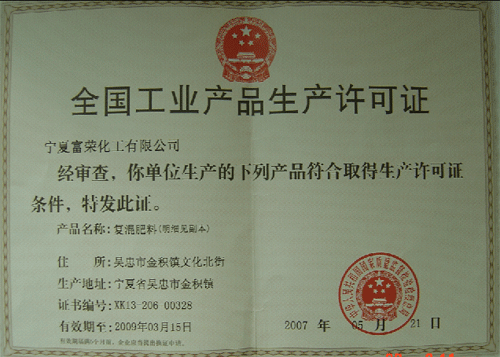 全国工业产品生产许可证
宁夏富荣化工有限公司
经审查，你单位生产的下列产品符合取得生产许可证
条件，特发此证。
产品名称：复混肥料(明细见副本)
住 所：吴忠市金积镇文化北街
生产地址：宁夏省吴忠市金积镇
证书编号：XK13-206 00328
有效期至：2009年03月15日
2007 年 05 月 21 日